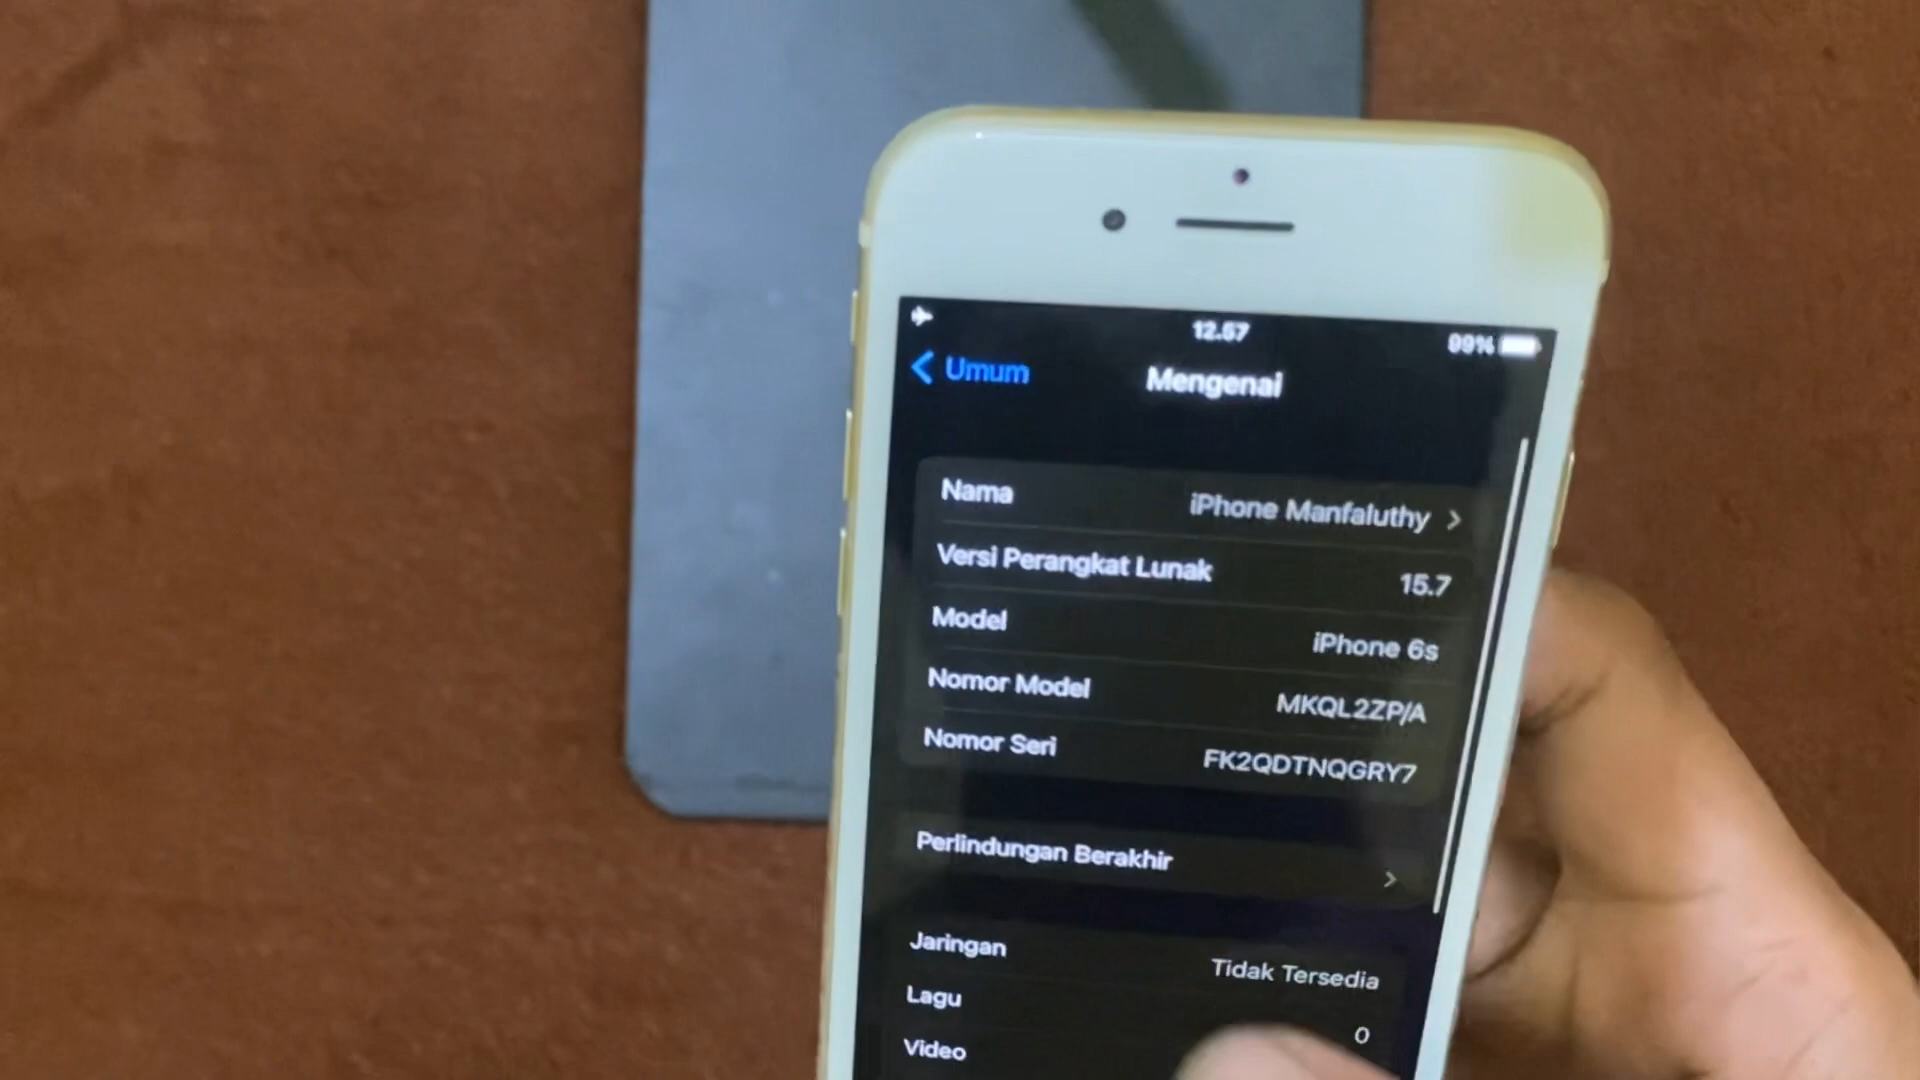 12.57
99%
Umum
Mengenai
Nama iPhone Manfaluthy
Versi Perangkat Lunak 15.7
Model iPhone 6s
Nomor Model MKQL2ZP/A
Nomor Seri FK2QDTNQGRY7
Perlindungan Berakhir
Jaringan Tidak Tersedia
Lagu 0
Video